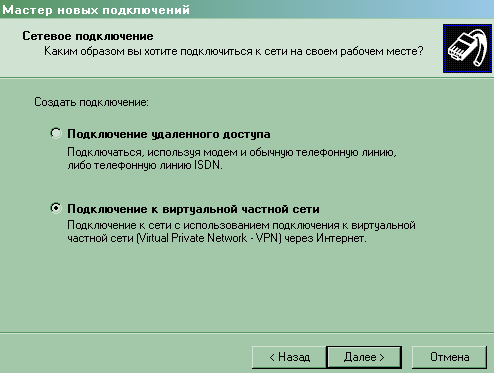 Мастер новых подключений
Сетевое подключение
Каким образом вы хотите подключиться к сети на своем рабочем месте?
Создать подключение:
Подключение удаленного доступа
Подключаться, используя модем и обычную телефонную линию,
либо телефонную линию ISDN.
Подключение к виртуальной частной сети
Подключение к сети с использованием подключения к виртуальной
частной сети (Virtual Private Network - VPN) через Интернет.
< Назад
Далее >
Отмена